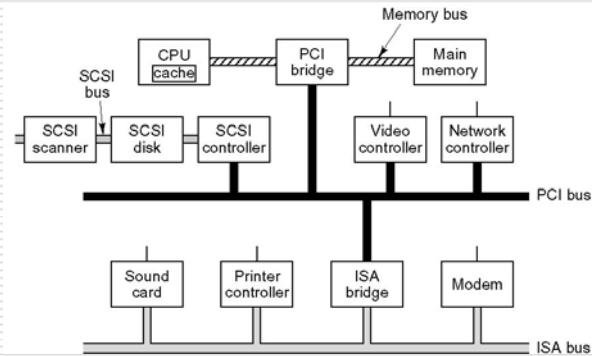 Memory bus
CPU
cache
PCI
bridge
Main
memory
SCSI
bus
SCSI
scanner
SCSI
disk
SCSI
controller
Video
controller
Network
controller
PCI bus
Sound
card
Printer
controller
ISA
bridge
Modem
ISA bus